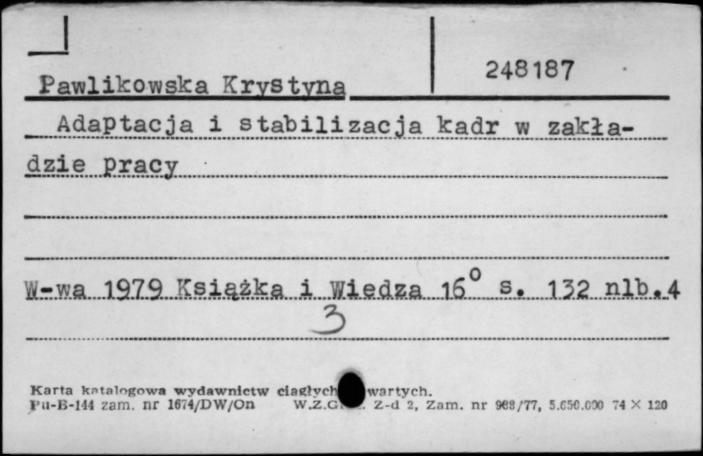 248187
Pawlikowska Krystyna
Adaptacja i stabilizacja kadr w zakła-
dzie pracy
W-wa 1979 Książka i Wiedza 16° s. 132 nlb.4
3
Karta katalogowa wydawnictw ciągłych wartych.
Pu-B-144 zam. nr 1674/DW/On W.Z.G. Z-d 2, Zam. nr 968/77, 5.650.000 74 × 120